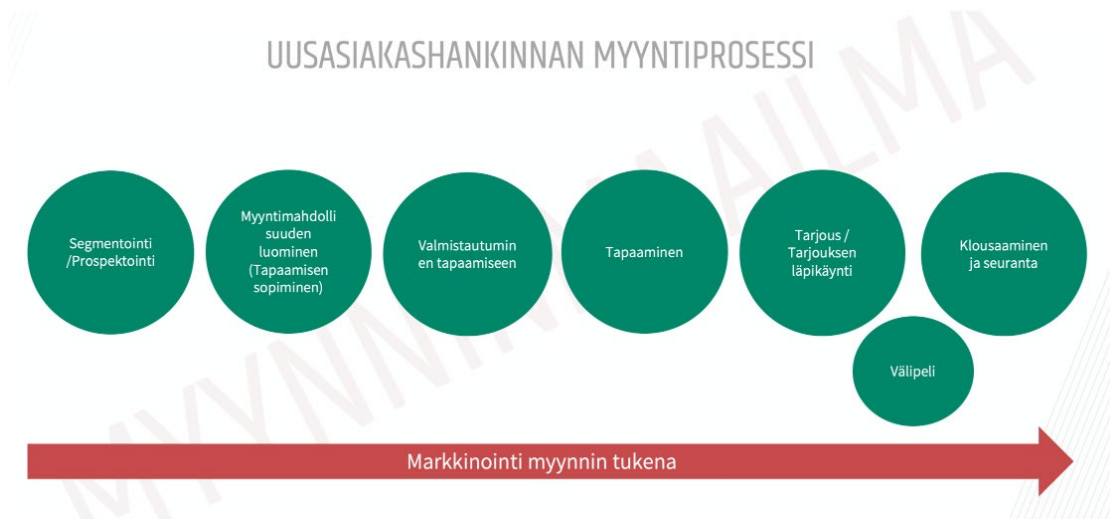 UUSASIAKASHANKINNAN MYYNTIPROSESSI
Segmentointi
/Prospektointi
Myyntimahdolli
suuden
luominen
(Tapaamisen
sopiminen)
Valmistautumin
en tapaamiseen
Tapaaminen
Tarjous /
Tarjouksen
läpikäynti
Klousaaminen
ja seuranta
Välipeli
Markkinointi myynnin tukena
MYYNNINMAAILMA